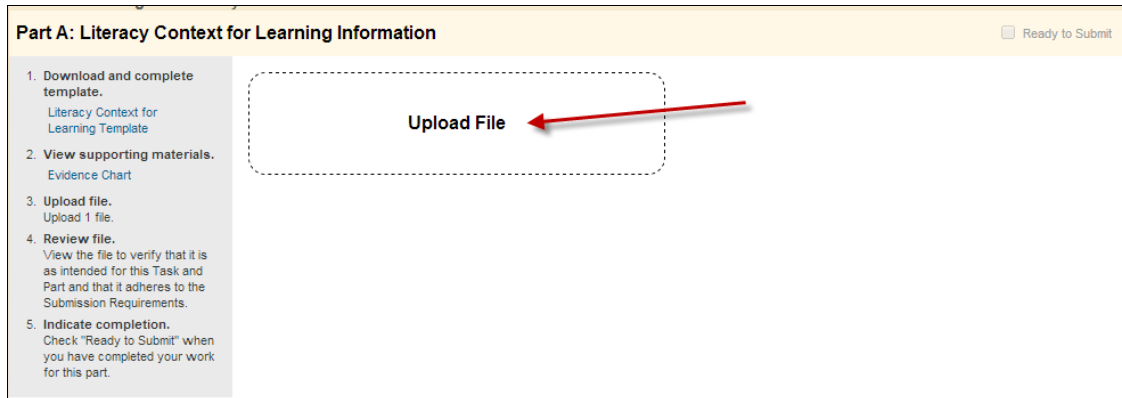 Part A: Literacy Context for Learning Information
Ready to Submit
1. Download and complete
template.
Literacy Context for
Learning Template
2. View supporting materials.
Evidence Chart
3. Upload file.
Upload 1 file.
4. Review file.
View the file to verify that it is
as intended for this Task and
Part and that it adheres to the
Submission Requirements.
5. Indicate completion.
Check "Ready to Submit" when
you have completed your work
for this part.
Upload File